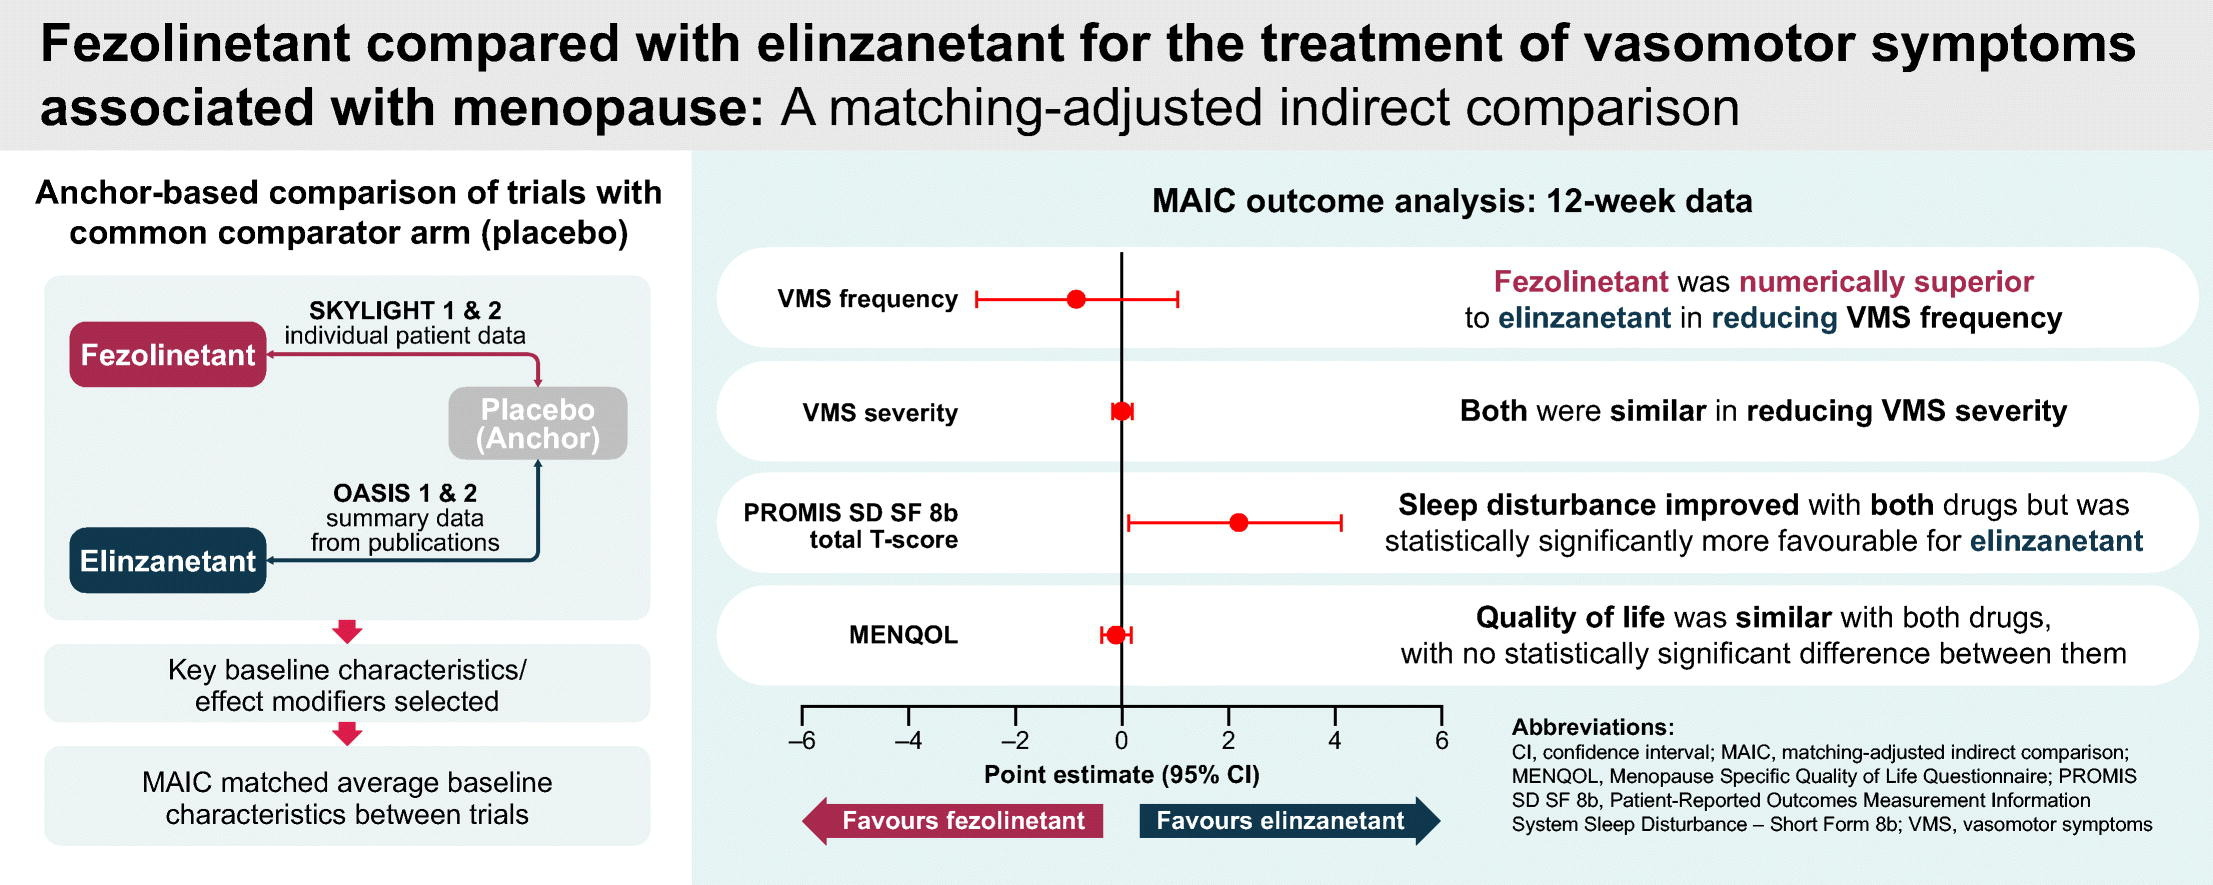 Fezolinetant compared with elinzanetant for the treatment of vasomotor symptoms
associated with menopause: A matching-adjusted indirect comparison
Anchor-based comparison of trials with
common comparator arm (placebo)
SKYLIGHT 1 & 2
individual patient data
Fezolinetant
Placebo
(Anchor)
OASIS 1 & 2
summary data
from publications
Elinzanetant
Key baseline characteristics/
effect modifiers selected
MAIC matched average baseline
characteristics between trials
MAIC outcome analysis: 12-week data
VMS frequency
Fezolinetant was numerically superior
to elinzanetant in reducing VMS frequency
VMS severity
Both were similar in reducing VMS severity
PROMIS SD SF 8b
total T-score
Sleep disturbance improved with both drugs but was
statistically significantly more favourable for elinzanetant
MENQOL
Quality of life was similar with both drugs,
with no statistically significant difference between them
–6 –4 –2 0 2 4 6
Point estimate (95% CI)
Favours fezolinetant
Favours elinzanetant
Abbreviations:
CI, confidence interval; MAIC, matching-adjusted indirect comparison;
MENQOL, Menopause Specific Quality of Life Questionnaire; PROMIS
SD SF 8b, Patient-Reported Outcomes Measurement Information
System Sleep Disturbance – Short Form 8b; VMS, vasomotor symptoms